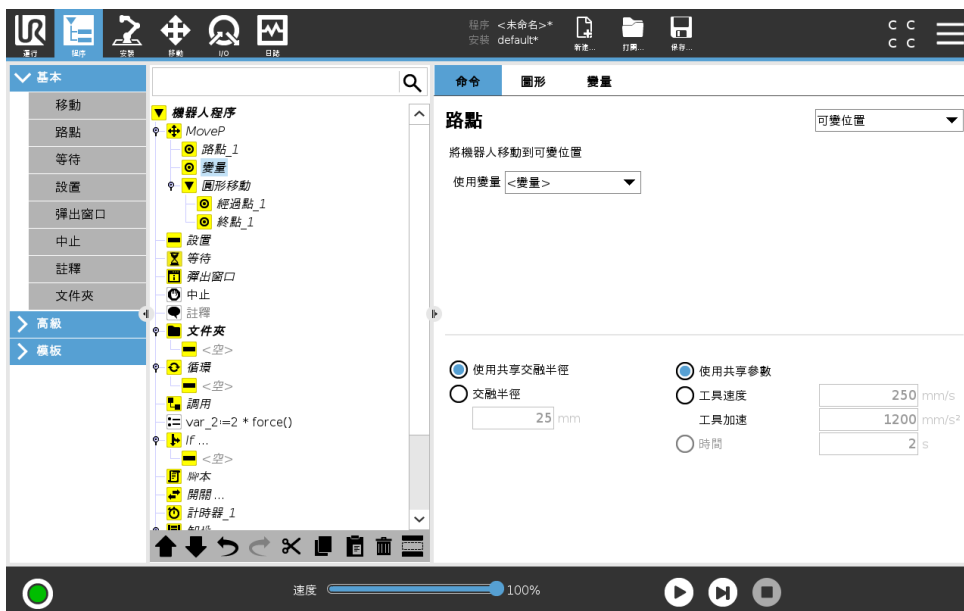 程序 <未命名>*
安裝 default*
運行
程序
安裝
移動
I/O
日誌
新建...
打開...
保存...
C C
C C
基本
移動
路點
等待
設置
彈出窗口
中止
註釋
文件夾
高級
模板
機器人程序
MoveP
路點_1
變量
圓形移動
經過點_1
終點_1
設置
等待
彈出窗口
中止
註釋
文件夾
<空>
循環
<空>
調用
var_2:=2 * force()
If ...
<空>
腳本
開關 ...
計時器_1
命令 圖形 變量
路點
可變位置
將機器人移動到可變位置
使用變量 <變量>
使用共享交融半徑
交融半徑
25 mm
使用共享參數
工具速度 250 mm/s
工具加速 1200 mm/s²
時間 2 s
速度 100%